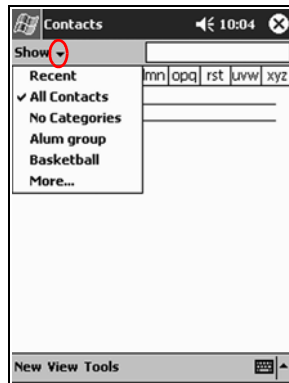 Contacts 10:04
Show
Recent
lmn opq rst uvw xyz
All Contacts
No Categories
Alum group
Basketball
More...
New View Tools